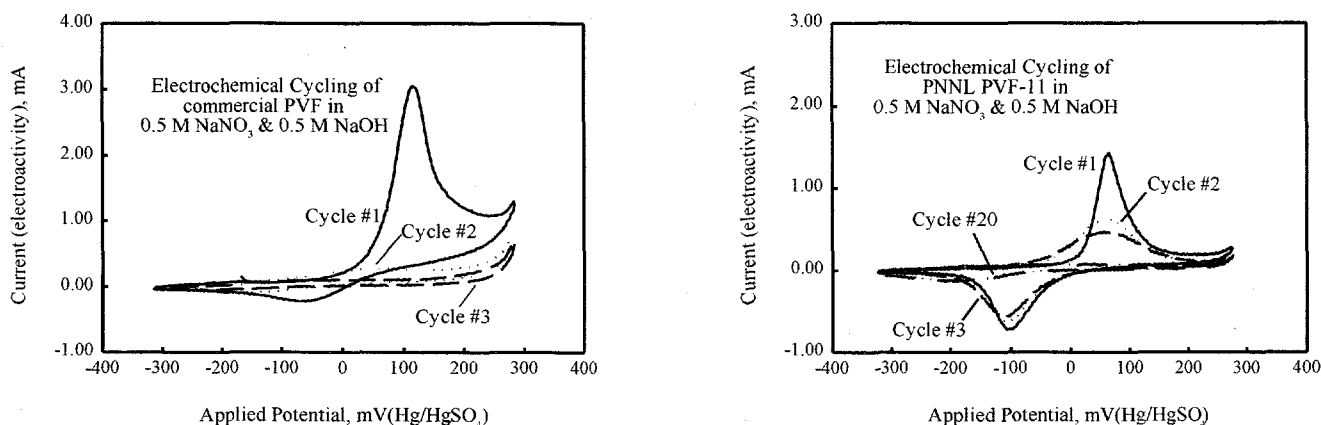 4.00
3.00
2.00
1.00
0.00
-1.00
-400 -300 -200 -100 0 100 200 300 400
Current (electroactivity), mA
Applied Potential, mV(Hg/HgSO₄)
Electrochemical Cycling of
commercial PVF in
0.5 M NaNO₃ & 0.5 M NaOH
Cycle #1
Cycle #2
Cycle #3
3.00
2.00
1.00
0.00
-1.00
-400 -300 -200 -100 0 100 200 300 400
Current (electroactivity), mA
Applied Potential, mV(Hg/HgSO)
Electrochemical Cycling of
PNNL PVF-11 in
0.5 M NaNO₃ & 0.5 M NaOH
Cycle #1
Cycle #2
Cycle #20
Cycle #3